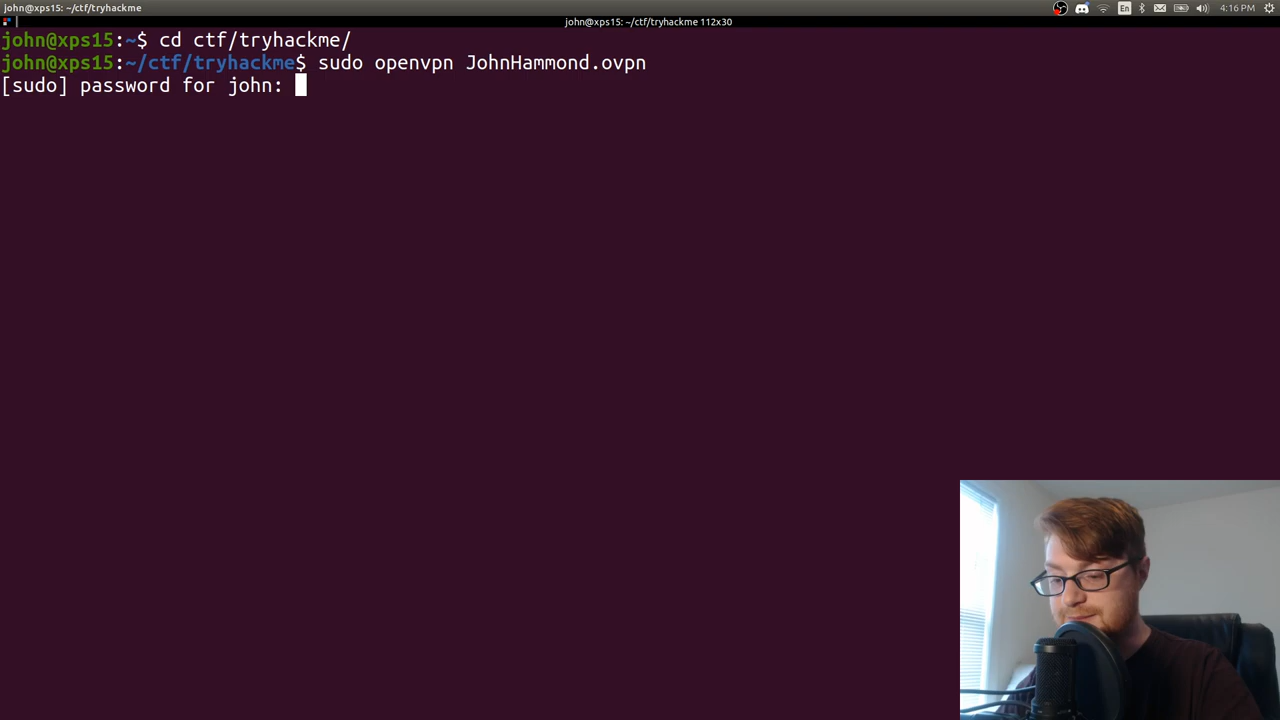 john@xps15: ~/ctf/tryhackme
En
4:16 PM
john@xps15: ~/ctf/tryhackme 112x30
john@xps15:~$ cd ctf/tryhackme/
john@xps15:~/ctf/tryhackme$ sudo openvpn JohnHammond.ovpn
[sudo] password for john: